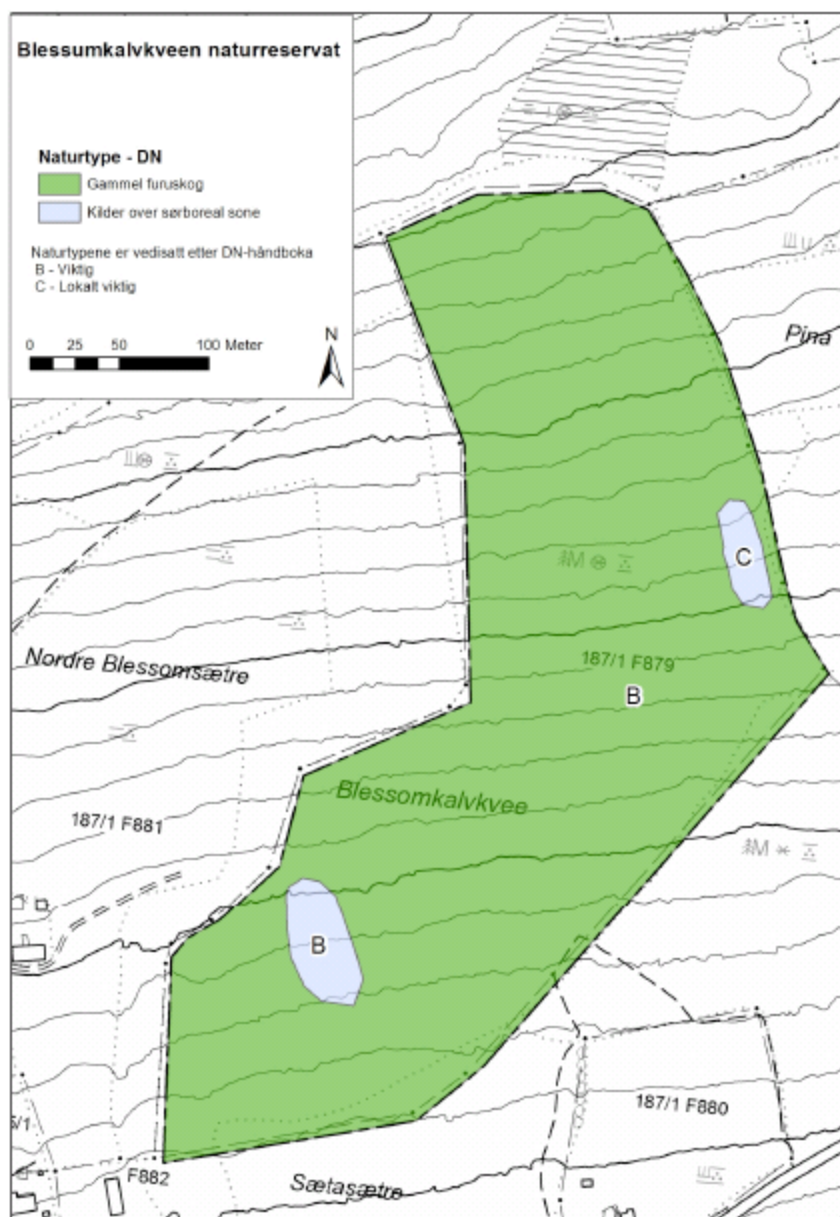 Blessumkalvkveen naturreservat
Naturtype - DN
Gammel furuskog
Kilder over sørboreal sone
Naturtypene er vedisatt etter DN-håndboka
B - Viktig
C - Lokalt viktig
0 25 50 100 Meter
N
Pina
C
187/1 F879
B
Nordre Blessomsætre
Blessomkalvkvee
187/1 F881
B
187/1 F880
5/1
F882
Sætasætre